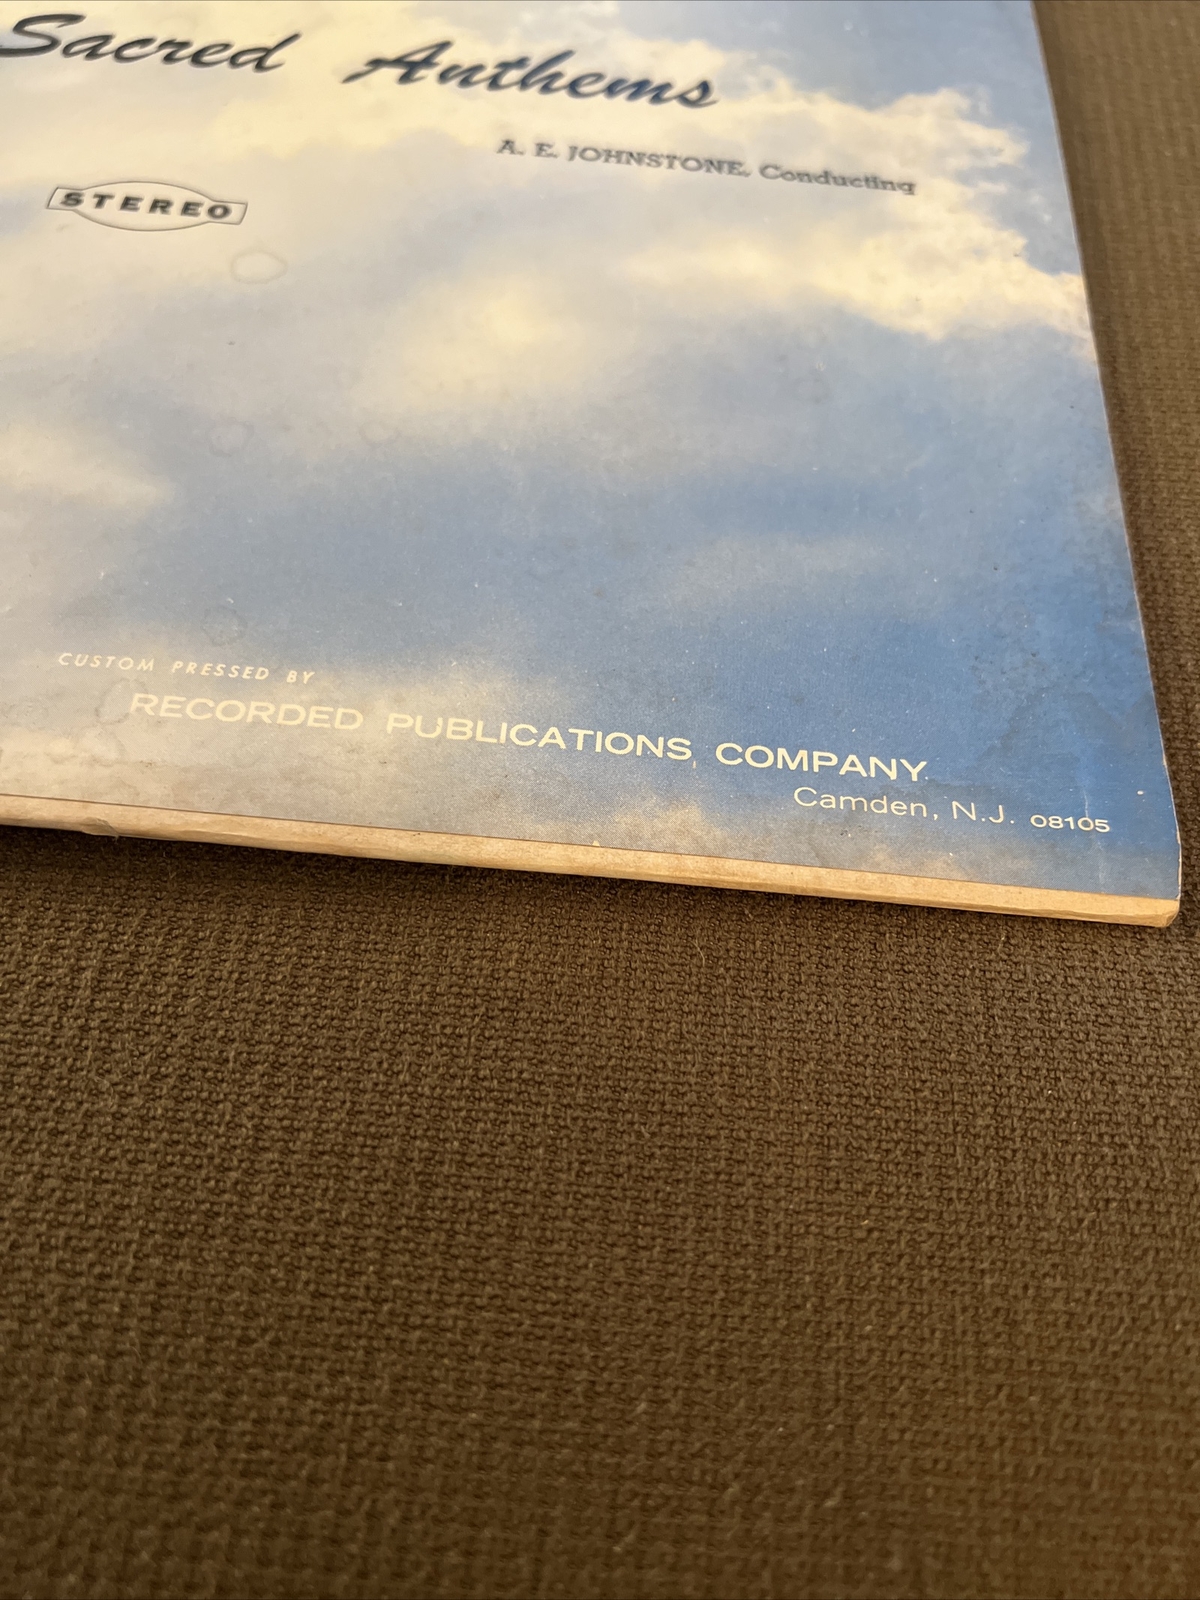 Sacred Anthems
A. E. JOHNSTONE, Conducting
STEREO
CUSTOM PRESSED BY
RECORDED PUBLICATIONS COMPANY
Camden, N.J. 08105